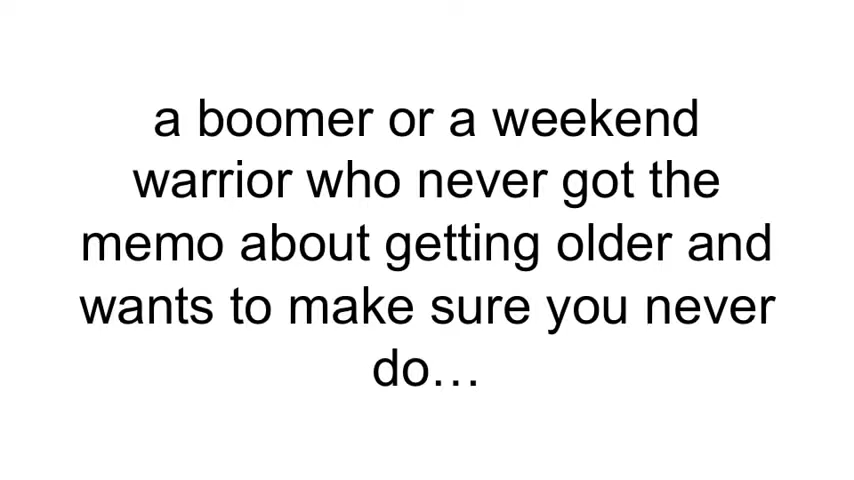 a boomer or a weekend
warrior who never got the
memo about getting older and
wants to make sure you never
do…